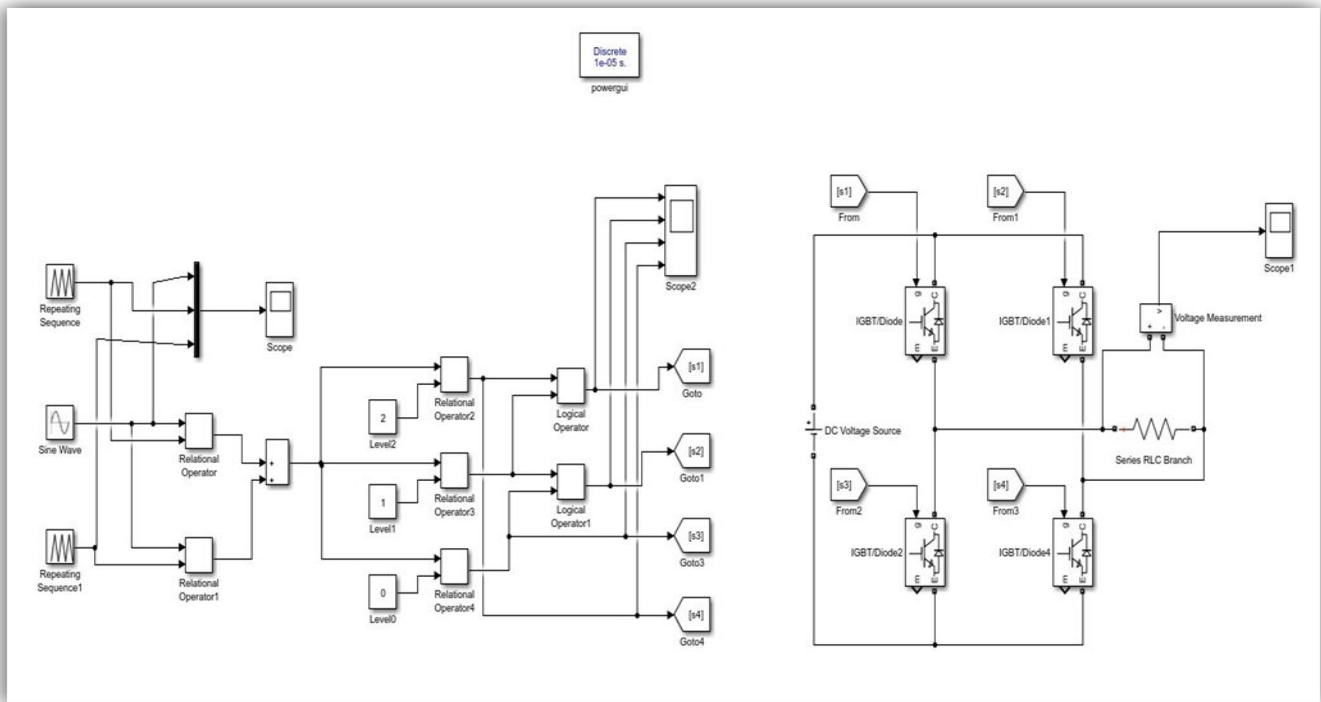 Discrete
1e-05 s.
powergui
[s1]
From
[s2]
From1
Scope2
Scope1
Repeating
Sequence
Scope
g
C
E
m
IGBT/Diode
g
C
E
m
IGBT/Diode1
v
+
-
Voltage Measurement
[s1]
Goto
2
Level2
Relational
Operator2
Logical
Operator
Sine Wave
Relational
Operator
+
+
+
DC Voltage Source
+
Series RLC Branch
[s2]
Goto1
1
Level1
Relational
Operator3
Logical
Operator1
[s3]
From2
[s4]
From3
Repeating
Sequence1
Relational
Operator1
[s3]
Goto3
g
C
E
m
IGBT/Diode2
g
C
E
m
IGBT/Diode4
0
Level0
Relational
Operator4
[s4]
Goto4